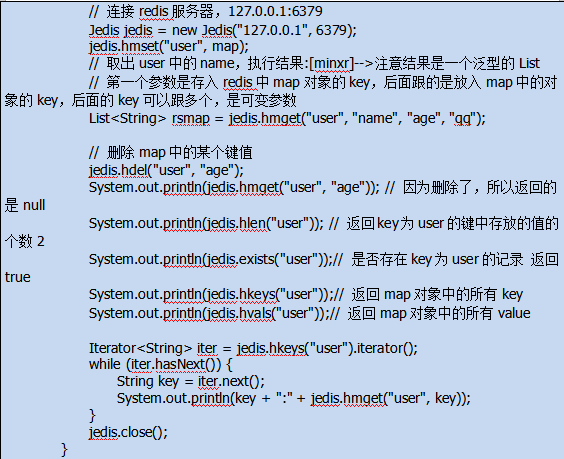 // 连接 redis 服务器，127.0.0.1:6379
Jedis jedis = new Jedis("127.0.0.1", 6379);
jedis.hmset("user", map);
// 取出 user 中的 name，执行结果:[minxr]-->注意结果是一个泛型的 List
// 第一个参数是存入 redis 中 map 对象的 key，后面跟的是放入 map 中的对
象的 key，后面的 key 可以跟多个，是可变参数
List<String> rsmap = jedis.hmget("user", "name", "age", "qq");
// 删除 map 中的某个键值
jedis.hdel("user", "age");
System.out.println(jedis.hmget("user", "age")); // 因为删除了，所以返回的
是 null
System.out.println(jedis.hlen("user")); // 返回 key 为 user 的键中存放的值的
个数 2
System.out.println(jedis.exists("user"));// 是否存在 key 为 user 的记录 返回
true
System.out.println(jedis.hkeys("user"));// 返回 map 对象中的所有 key
System.out.println(jedis.hvals("user"));// 返回 map 对象中的所有 value
Iterator<String> iter = jedis.hkeys("user").iterator();
while (iter.hasNext()) {
String key = iter.next();
System.out.println(key + ":" + jedis.hmget("user", key));
}
jedis.close();
}